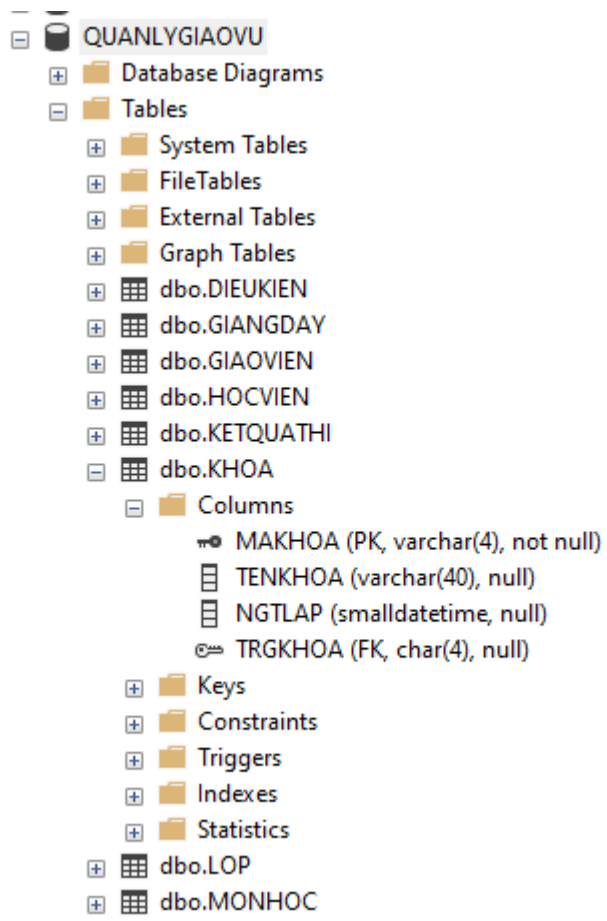 QUANLYGIAOVU
Database Diagrams
Tables
System Tables
FileTables
External Tables
Graph Tables
dbo.DIEUKIEN
dbo.GIANGDAY
dbo.GIAOVIEN
dbo.HOCVIEN
dbo.KETQUATHI
dbo.KHOA
Columns
MAKHOA (PK, varchar(4), not null)
TENKHOA (varchar(40), null)
NGTLAP (smalldatetime, null)
TRGKHOA (FK, char(4), null)
Keys
Constraints
Triggers
Indexes
Statistics
dbo.LOP
dbo.MONHOC